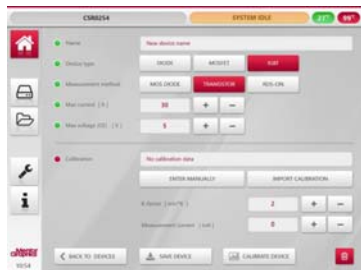 CSR0254
SYSTEM IDLE
Name
New device name
Device type
DIODE
MOSFET
IGBT
Measurement method
MOS-DIODE
TRANSISTOR
RDS-ON
Max current [A]
30
+
−
Max voltage
5
+
−
Calibration
No calibration data
ENTER MANUALLY
IMPORT CALIBRATION
K-factor
2
+
−
Measurement current
0
+
−
BACK TO DEVICES
SAVE DEVICE
CALIBRATE DEVICE
10:54